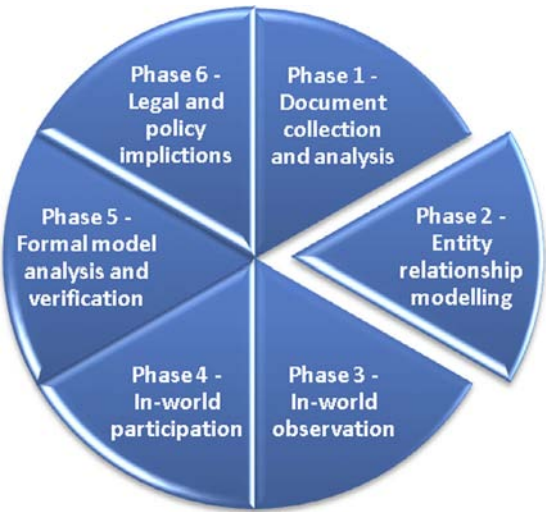 Phase 1 -
Document
collection
and analysis
Phase 2 -
Entity
relationship
modelling
Phase 3 -
In-world
observation
Phase 4 -
In-world
participation
Phase 5 -
Formal model
analysis and
verification
Phase 6 -
Legal and
policy
implictions